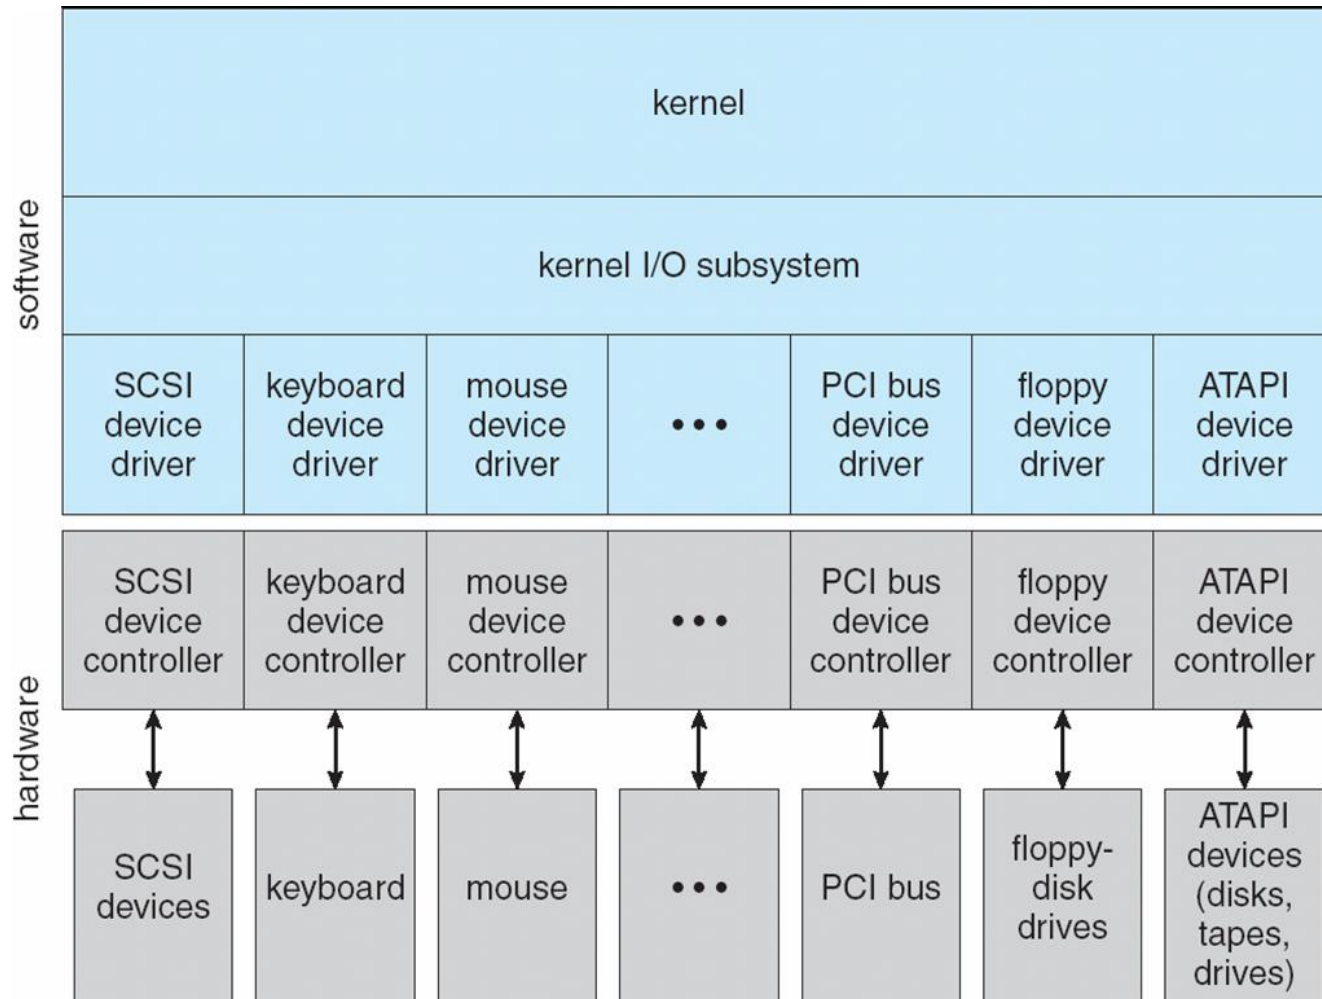 kernel
software
kernel I/O subsystem
SCSI
device
driver
keyboard
device
driver
mouse
device
driver
•••
PCI bus
device
driver
floppy
device
driver
ATAPI
device
driver
hardware
SCSI
device
controller
keyboard
device
controller
mouse
device
controller
•••
PCI bus
device
controller
floppy
device
controller
ATAPI
device
controller
SCSI
devices
keyboard
mouse
•••
PCI bus
floppy-
disk
drives
ATAPI
devices
(disks,
tapes,
drives)